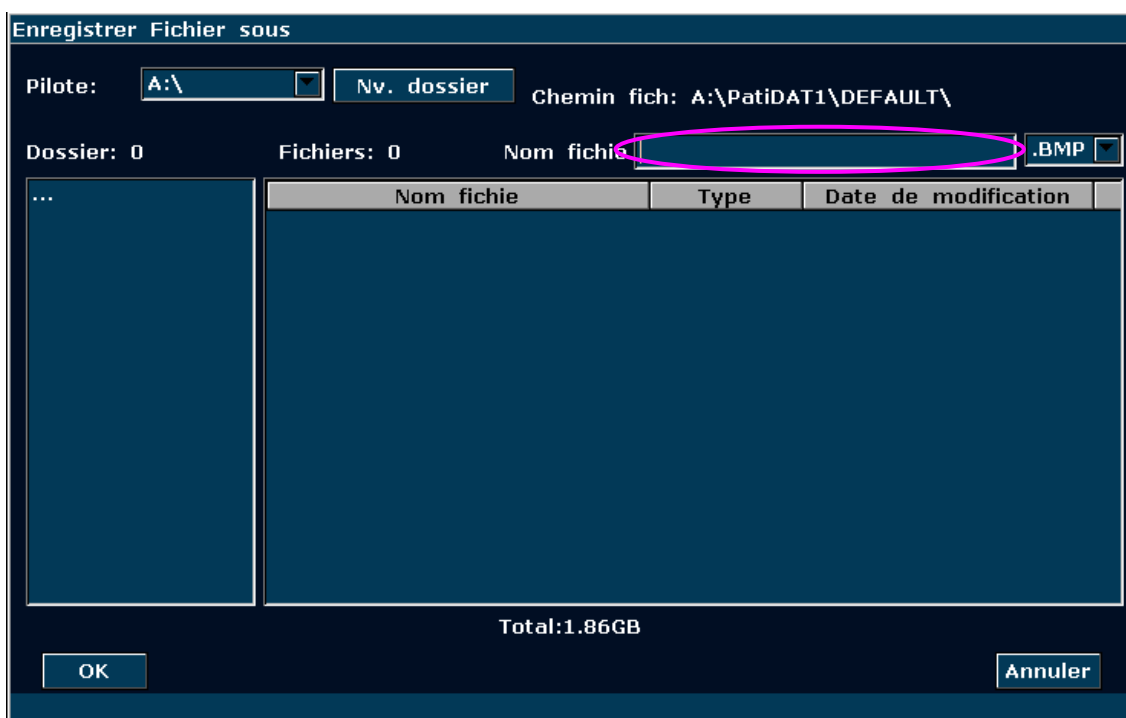 Enregistrer Fichier sous
Pilote: A:\ Nv. dossier Chemin fich: A:\PatiDAT1\DEFAULT\
Dossier: 0 Fichiers: 0 Nom fichie .BMP
... Nom fichie Type Date de modification
Total:1.86GB
OK Annuler